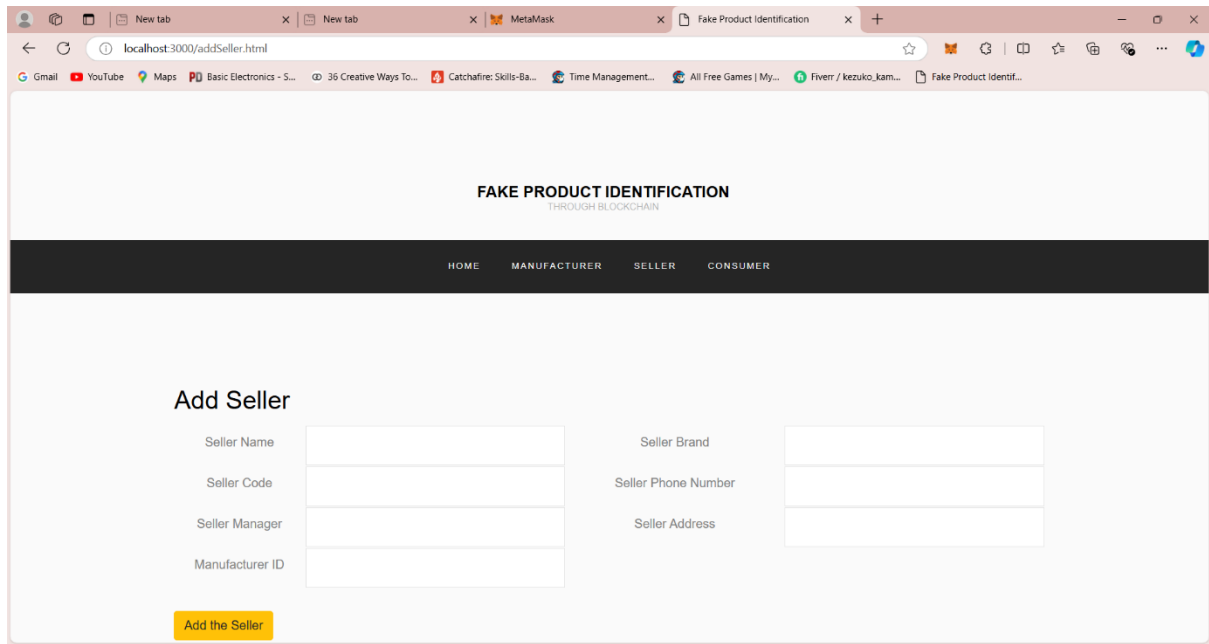 New tab New tab MetaMask Fake Product Identification
localhost:3000/addSeller.html
Gmail YouTube Maps Basic Electronics - S... 36 Creative Ways To... Catchafire: Skills-Ba... Time Management... All Free Games | My... Fiverr / kezuko_kam... Fake Product Identif...
FAKE PRODUCT IDENTIFICATION
THROUGH BLOCKCHAIN
HOME MANUFACTURER SELLER CONSUMER
Add Seller
Seller Name Seller Brand
Seller Code Seller Phone Number
Seller Manager Seller Address
Manufacturer ID
Add the Seller